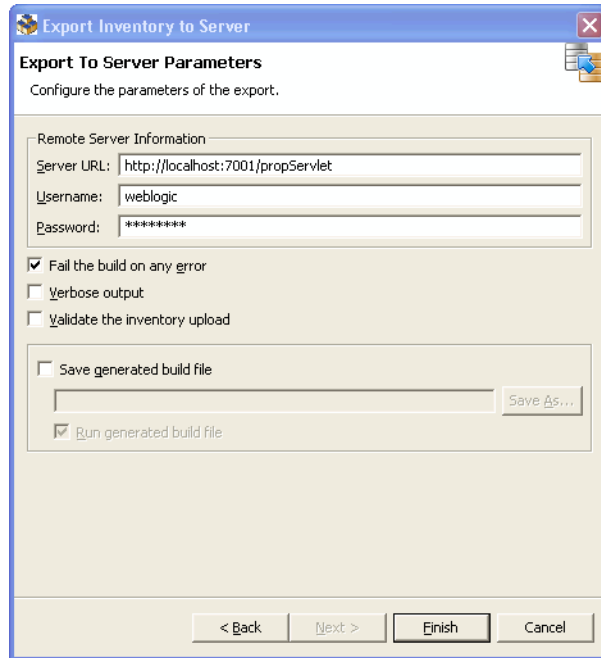 Export Inventory to Server
Export To Server Parameters
Configure the parameters of the export.
Remote Server Information
Server URL: http://localhost:7001/propServlet
Username: weblogic
Password: ********
Fail the build on any error
Verbose output
Validate the inventory upload
Save generated build file
Save As...
Run generated build file
< Back Next > Finish Cancel